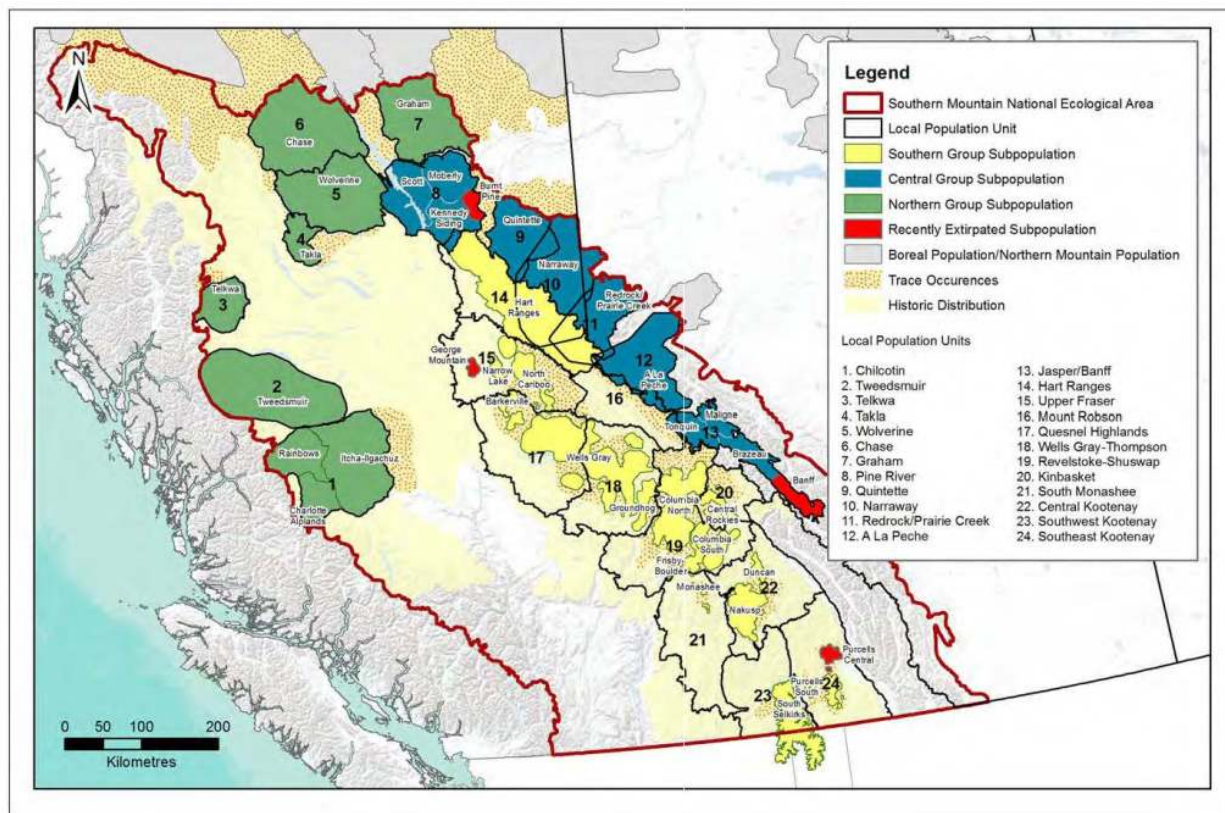 N
Legend
Southern Mountain National Ecological Area
Local Population Unit
Southern Group Subpopulation
Central Group Subpopulation
Northern Group Subpopulation
Recently Extirpated Subpopulation
Boreal Population/Northern Mountain Population
Trace Occurences
Historic Distribution
Local Population Units
1. Chilcotin
2. Tweedsmuir
3. Telkwa
4. Takla
5. Wolverine
6. Chase
7. Graham
8. Pine River
9. Quintette
10. Narraway
11. Redrock/Prairie Creek
12. A La Peche
13. Jasper/Banff
14. Hart Ranges
15. Upper Fraser
16. Mount Robson
17. Quesnel Highlands
18. Wells Gray-Thompson
19. Revelstoke-Shuswap
20. Kinbasket
21. South Monashee
22. Central Kootenay
23. Southwest Kootenay
24. Southeast Kootenay
6
Chase
Graham
7
Wolverine
5
Scott
Moberly
8
Kennedy
Siding
Burnt
Pine
4
Takla
Quintette
9
Narraway
10
Telkwa
3
14
Hart
Ranges
Redrock/
Prairie Creek
11
George
Mountain
15
Narrow
Lake
North
Cariboo
Barkerville
12
A La
Peche
2
Tweedsmuir
16
Tonquin
Maligne
13
Brazeau
Banff
Rainbows
Itcha-Ilgachuz
1
Charlotte
Alplands
17
Wells Gray
18
Groundhog
Columbia
North
20
Central
Rockies
19
Columbia
South
Frisby
Boulder
Monashee
Duncan
22
Nakusp
21
Purcells
Central
23
Purcells
South
24
South
Selkirks
0 50 100 200
Kilometres